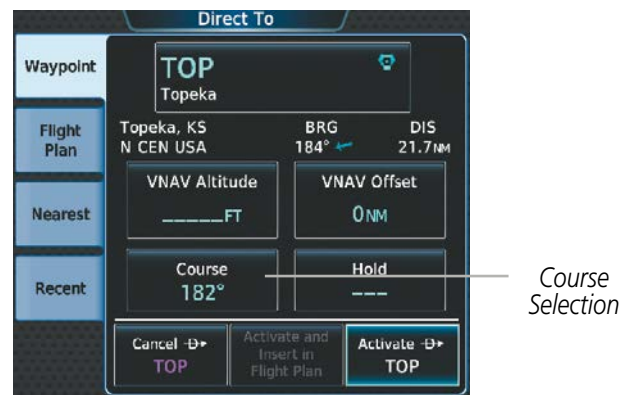 Direct To
Waypoint
TOP
Topeka
Flight
Plan
Topeka, KS
N CEN USA
BRG
184°
DIS
21.7NM
Nearest
VNAV Altitude
_____FT
VNAV Offset
0NM
Recent
Course
182°
Hold
___
Course
Selection
Cancel D
TOP
Activate and
Insert in
Flight Plan
Activate D
TOP